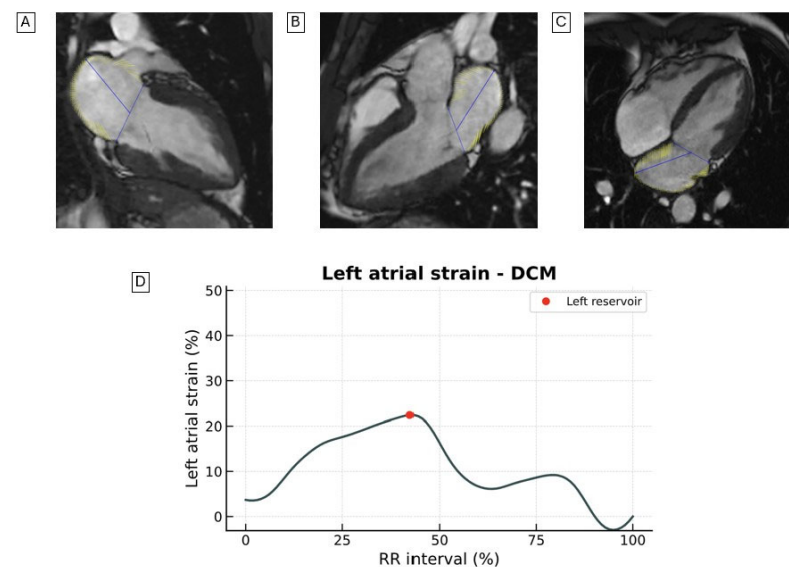 A
B
C
D
Left atrial strain - DCM
Left reservoir
Left atrial strain (%)
50
40
30
20
10
0
0 25 50 75 100
RR interval (%)